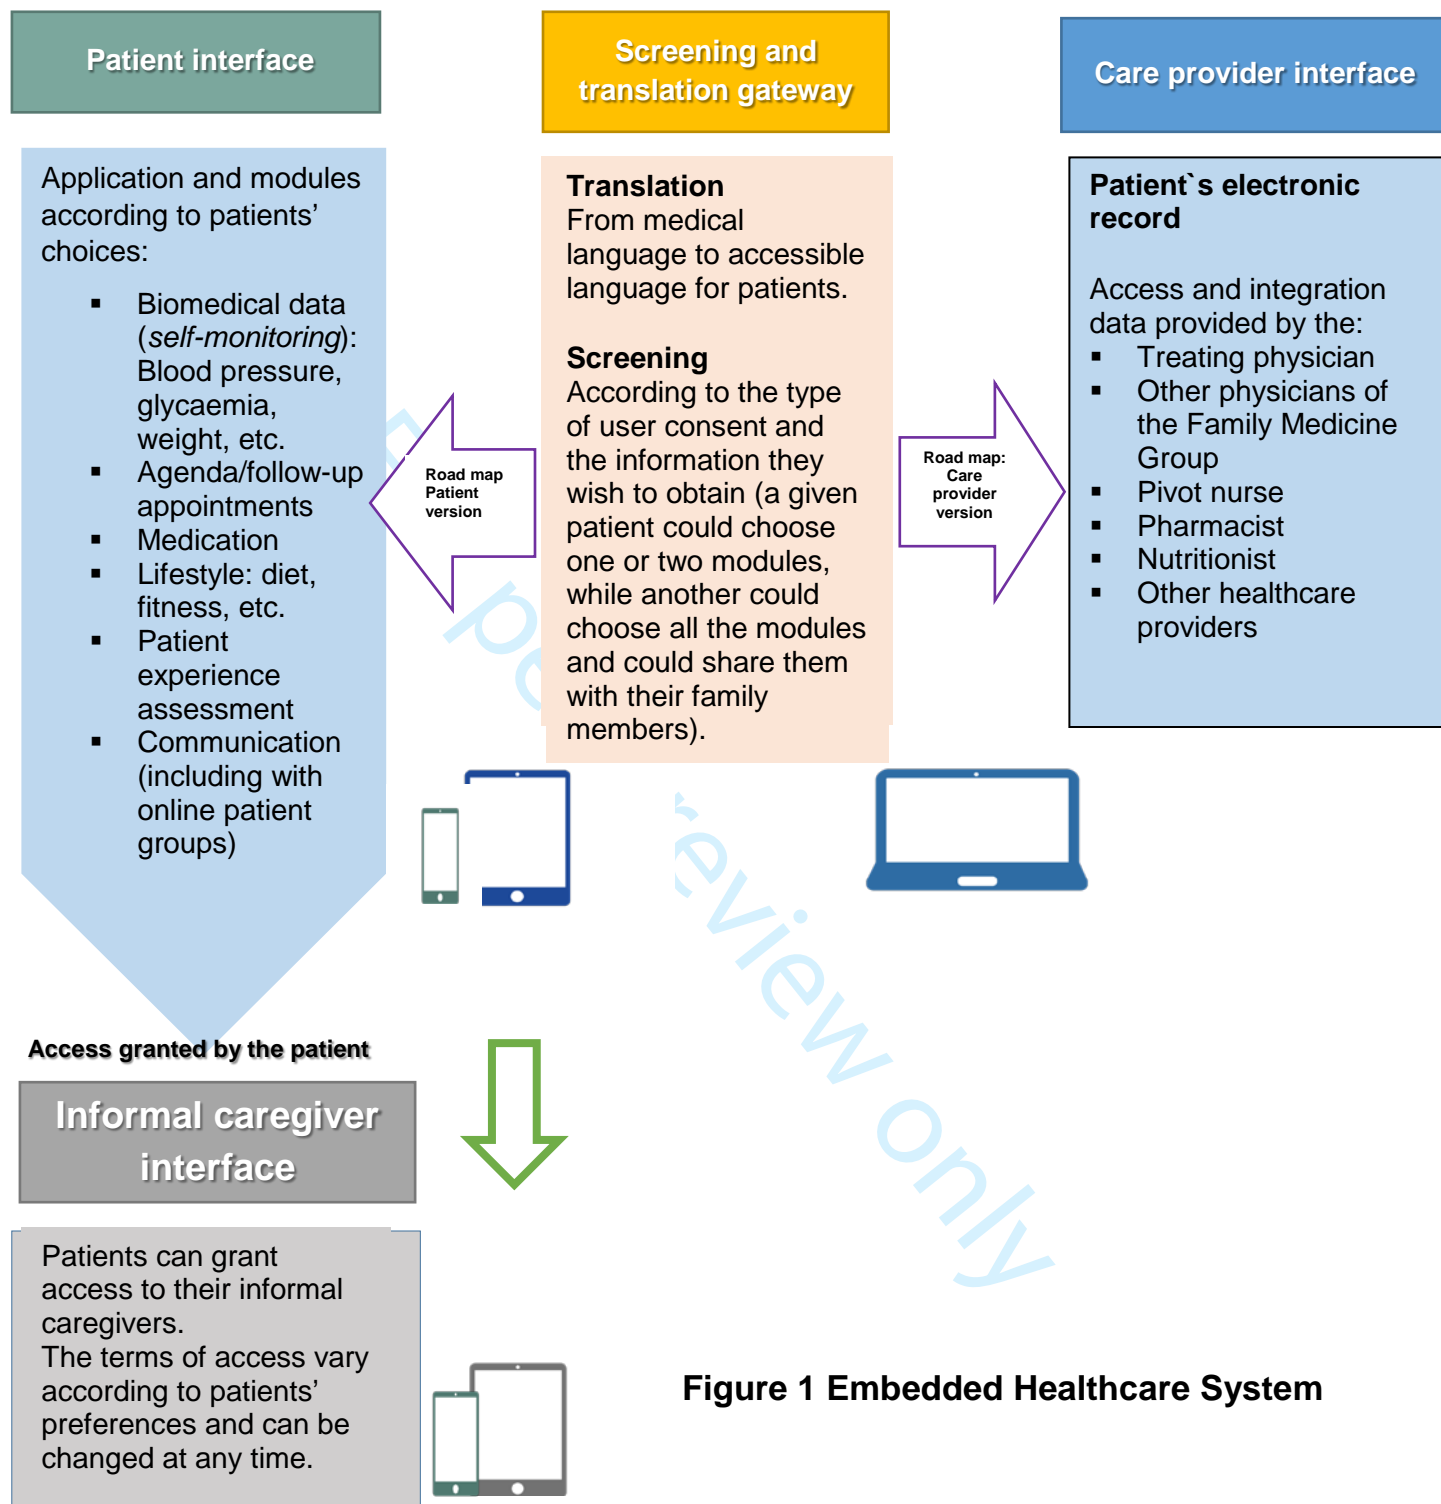 Patient interface
Application and modules
according to patients’
choices:
▪ Biomedical data
(self-monitoring):
Blood pressure,
glycaemia,
weight, etc.
▪ Agenda/follow-up
appointments
▪ Medication
▪ Lifestyle: diet,
fitness, etc.
▪ Patient
experience
assessment
▪ Communication
(including with
online patient
groups)
Road map
Patient
version
Screening and
translation gateway
Translation
From medical
language to accessible
language for patients.
Screening
According to the type
of user consent and
the information they
wish to obtain (a given
patient could choose
one or two modules,
while another could
choose all the modules
and could share them
with their family
members).
Road map:
Care
provider
version
Care provider interface
Patient`s electronic
record
Access and integration
data provided by the:
▪ Treating physician
▪ Other physicians of
the Family Medicine
Group
▪ Pivot nurse
▪ Pharmacist
▪ Nutritionist
▪ Other healthcare
providers
Access granted by the patient
Informal caregiver
interface
Patients can grant
access to their informal
caregivers.
The terms of access vary
according to patients’
preferences and can be
changed at any time.
Figure 1 Embedded Healthcare System
review only